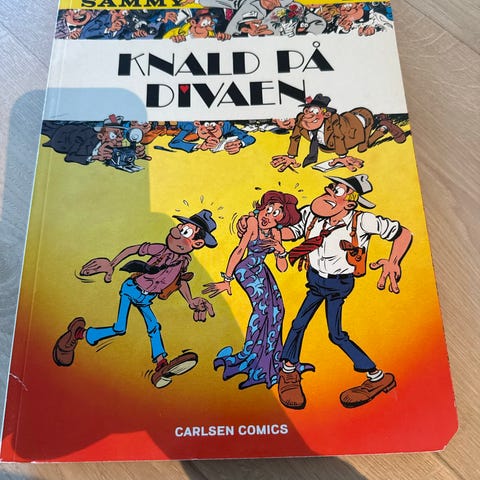 SAMMY
KNALD PÅ
DIVAEN
CARLSEN COMICS